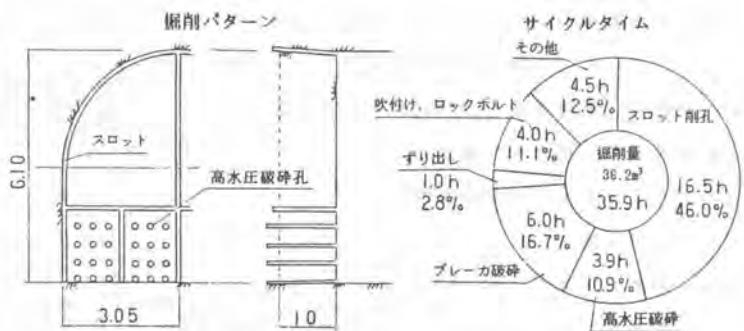 掘削パターン
スロット
高水圧破砕孔
6.10
3.05
10
サイクルタイム
その他
4.5h
12.5%
吹付け、ロックボルト
4.0h
11.1%
ずり出し
1.0h
2.8%
6.0h
16.7%
ブレーカ破砕
3.9h
10.9%
高水圧破砕
スロット削孔
16.5h
46.0%
掘削量
36.2m³
35.9h